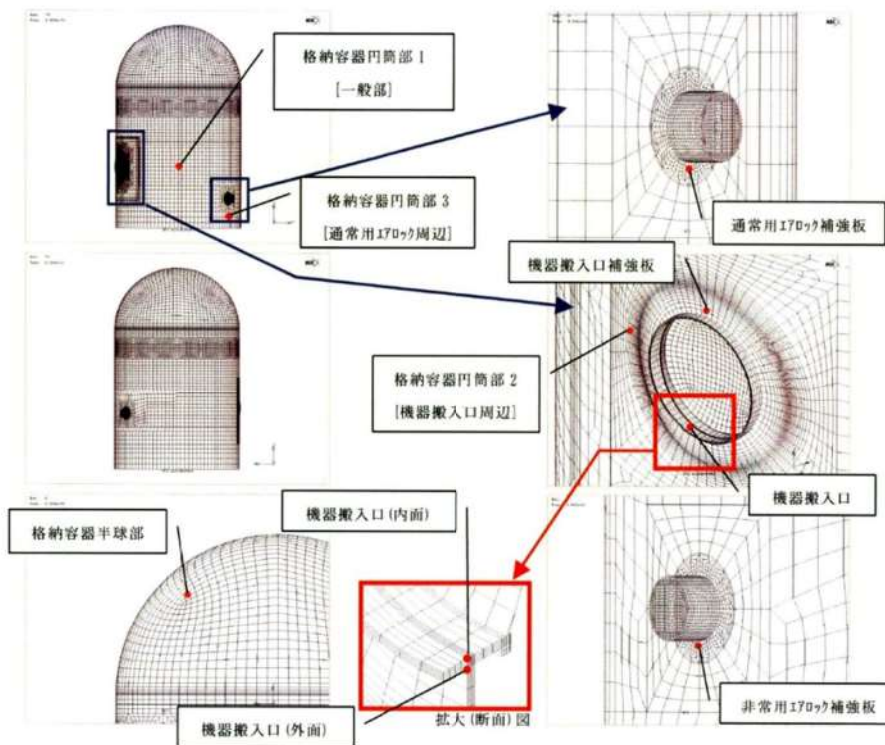 格納容器円筒部1
[一般部]
格納容器円筒部3
[通常用エアロック周辺]
通常用エアロック補強板
機器搬入口補強板
格納容器円筒部2
[機器搬入口周辺]
機器搬入口
機器搬入口(内面)
格納容器半球部
機器搬入口(外面)
拡大(断面)図
非常用エアロック補強板